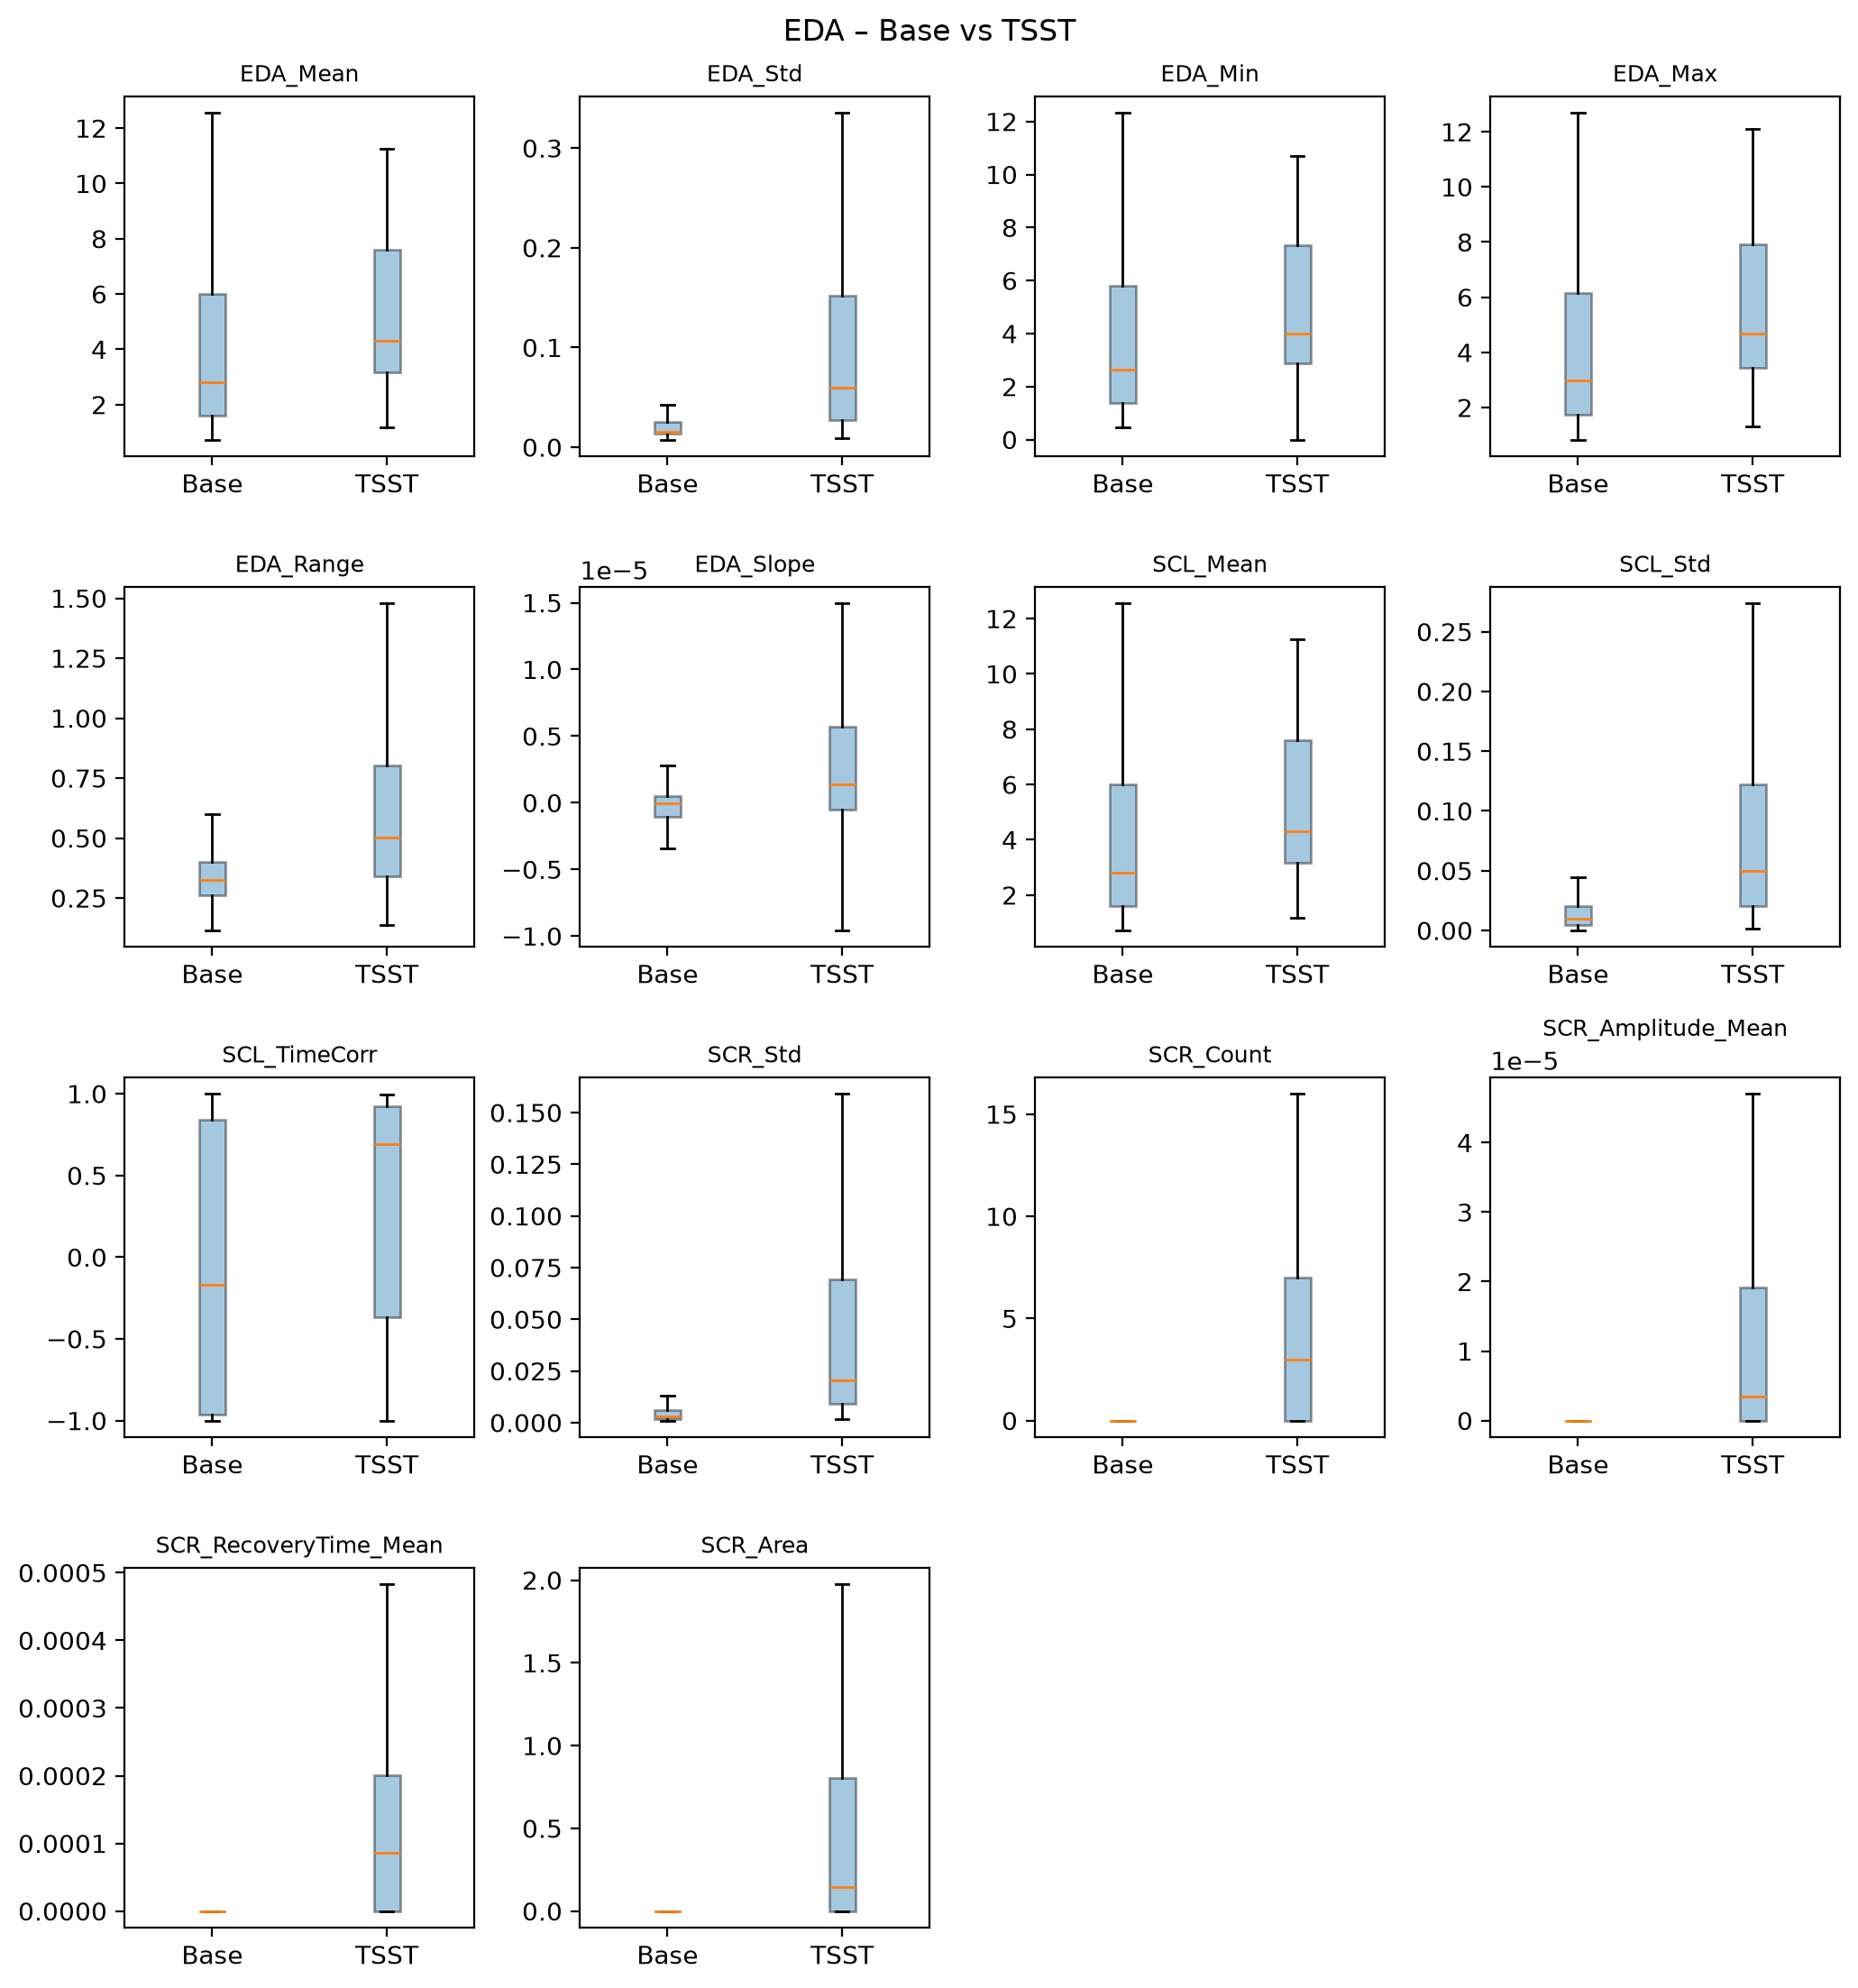 EDA – Base vs TSST
EDA_Mean
EDA_Std
EDA_Min
EDA_Max
12
10
8
6
4
2
Base
TSST
0.3
0.2
0.1
0.0
Base
TSST
12
10
8
6
4
2
0
Base
TSST
12
10
8
6
4
2
Base
TSST
EDA_Range
1e−5
EDA_Slope
SCL_Mean
SCL_Std
1.50
1.25
1.00
0.75
0.50
0.25
Base
TSST
1.5
1.0
0.5
0.0
−0.5
−1.0
Base
TSST
12
10
8
6
4
2
Base
TSST
0.25
0.20
0.15
0.10
0.05
0.00
Base
TSST
SCL_TimeCorr
SCR_Std
SCR_Count
SCR_Amplitude_Mean
1e−5
1.0
0.5
0.0
−0.5
−1.0
Base
TSST
0.150
0.125
0.100
0.075
0.050
0.025
0.000
Base
TSST
15
10
5
0
Base
TSST
4
3
2
1
0
Base
TSST
SCR_RecoveryTime_Mean
SCR_Area
0.0005
0.0004
0.0003
0.0002
0.0001
0.0000
Base
TSST
2.0
1.5
1.0
0.5
0.0
Base
TSST